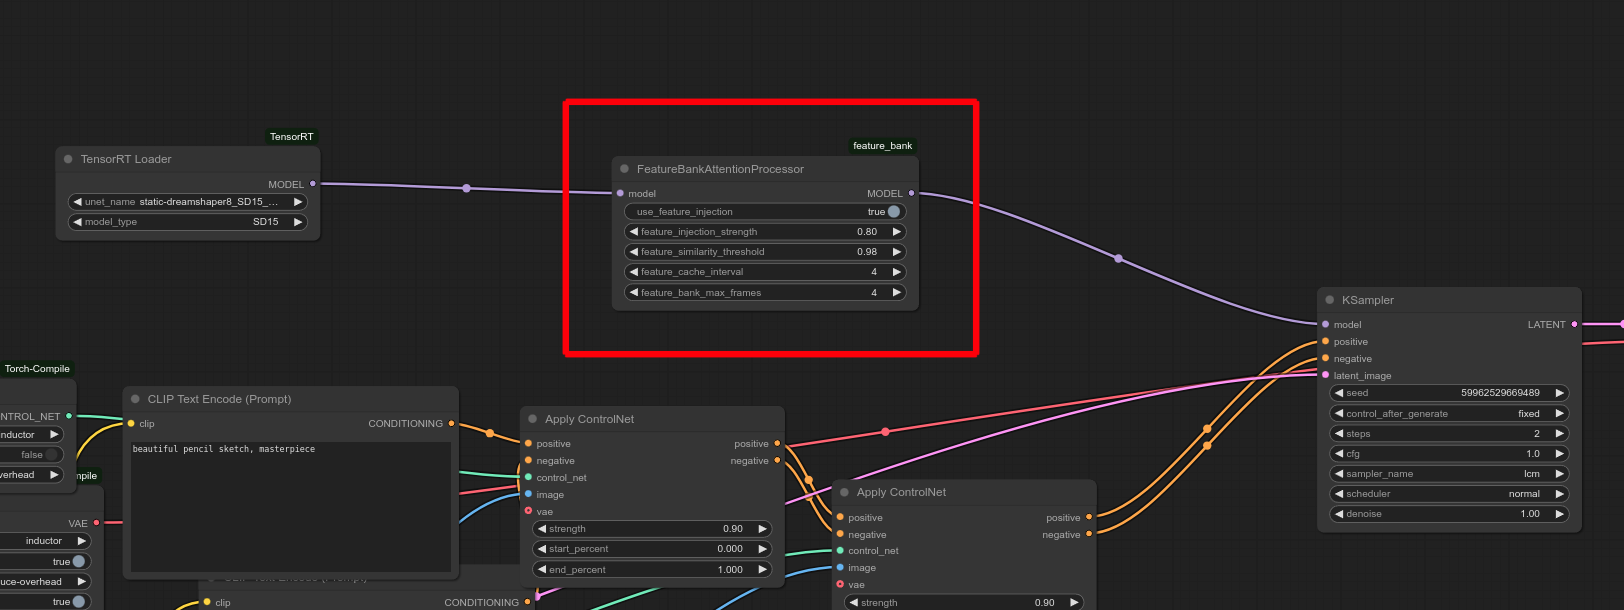 TensorRT
TensorRT Loader
MODEL
unet_name static-dreamshaper8_SD15_...
model_type SD15
feature_bank
FeatureBankAttentionProcessor
model MODEL
use_feature_injection true
feature_injection_strength 0.80
feature_similarity_threshold 0.98
feature_cache_interval 4
feature_bank_max_frames 4
KSampler
model LATENT
positive
negative
latent_image
seed 59962529669489
control_after_generate fixed
steps 2
cfg 1.0
sampler_name lcm
scheduler normal
denoise 1.00
Torch-Compile
NTROL_NET
nductor
false
verhead
mpile
VAE
inductor
true
uce-overhead
true
CLIP Text Encode (Prompt)
clip CONDITIONING
beautiful pencil sketch, masterpiece
CLIP Text Encode (Prompt)
clip CONDITIONING
Apply ControlNet
positive positive
negative negative
control_net
image
vae
strength 0.90
start_percent 0.000
end_percent 1.000
Apply ControlNet
positive positive
negative negative
control_net
image
vae
strength 0.90